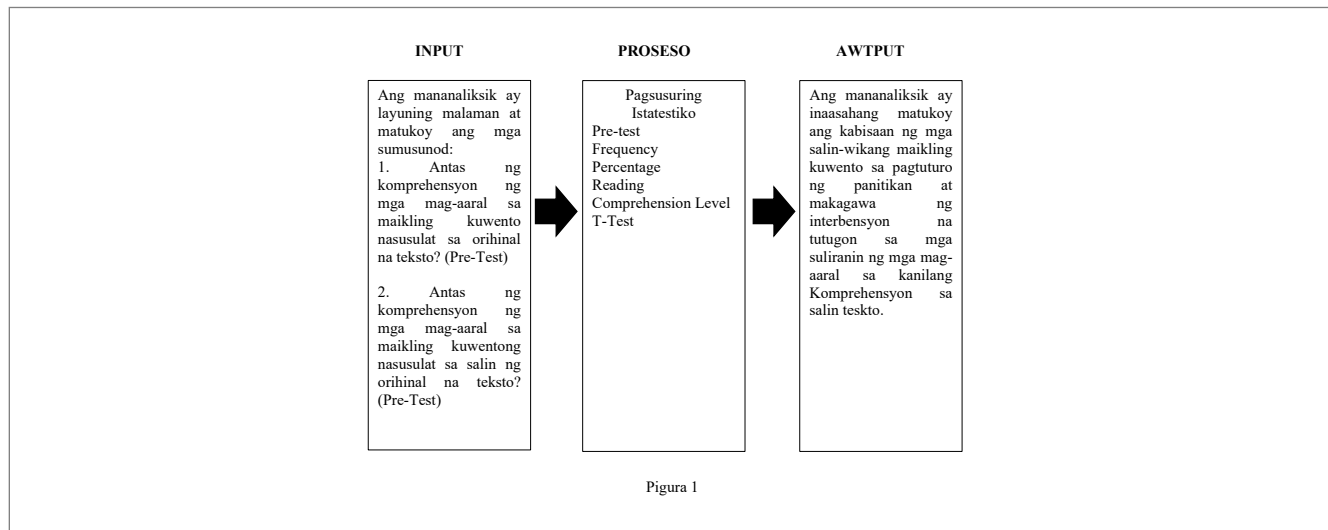 INPUT
Ang mananaliksik ay
layuning malaman at
matukoy ang mga
sumusunod:
1. Antas ng
komprehensyon ng
mga mag-aaral sa
maikling kuwento
nasusulat sa orihinal
na teksto? (Pre-Test)
2. Antas ng
komprehensyon ng
mga mag-aaral sa
maikling kuwentong
nasusulat sa salin ng
orihinal na teksto?
(Pre-Test)
PROSESO
Pagsusuring
Istatestiko
Pre-test
Frequency
Percentage
Reading
Comprehension Level
T-Test
AWTPUT
Ang mananaliksik ay
inaasahang matukoy
ang kabisaan ng mga
salin-wikang maikling
kuwento sa pagtuturo
ng panitikan at
makagawa ng
interbensyon na
tutugon sa mga
suliranin ng mga mag-
aaral sa kanilang
Komprehensyon sa
salin teskto.
Pigura 1